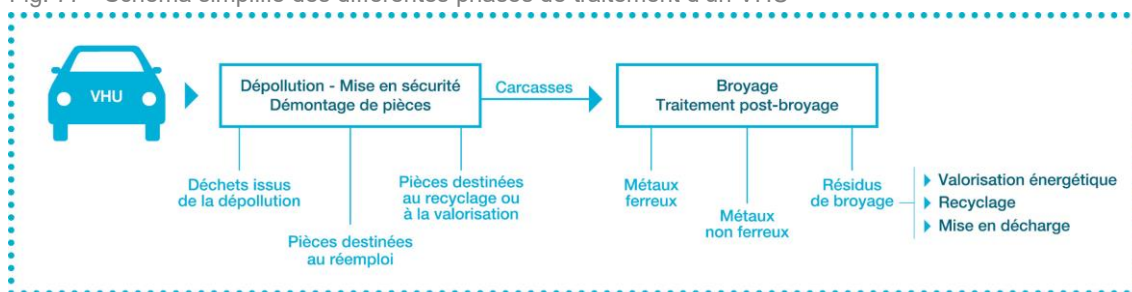 VHU
Dépollution - Mise en sécurité
Démontage de pièces
Carcasses
Broyage
Traitement post-broyage
Déchets issus
de la dépollution
Pièces destinées
au réemploi
Pièces destinées
au recyclage ou
à la valorisation
Métaux
ferreux
Métaux
non ferreux
Résidus
de broyage
Valorisation énergétique
Recyclage
Mise en décharge